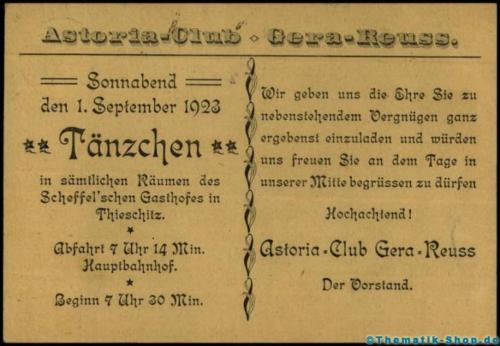 Astoria-Club ⋄ Gera-Reuss.
Sonnabend
den 1. September 1923
Tänzchen
in sämtlichen Räumen des
Scheffel'schen Gasthofes in
Thieschitz.
Abfahrt 7 Uhr 14 Min.
Hauptbahnhof.
Beginn 7 Uhr 30 Min.
Wir geben uns die Ehre Sie zu
nebenstehendem Vergnügen ganz
ergebenst einzuladen und würden
uns freuen Sie an dem Tage in
unserer Mitte begrüssen zu dürfen
Hochachtend!
Astoria-Club Gera-Reuss
Der Vorstand.
©Thematik-Shop.de